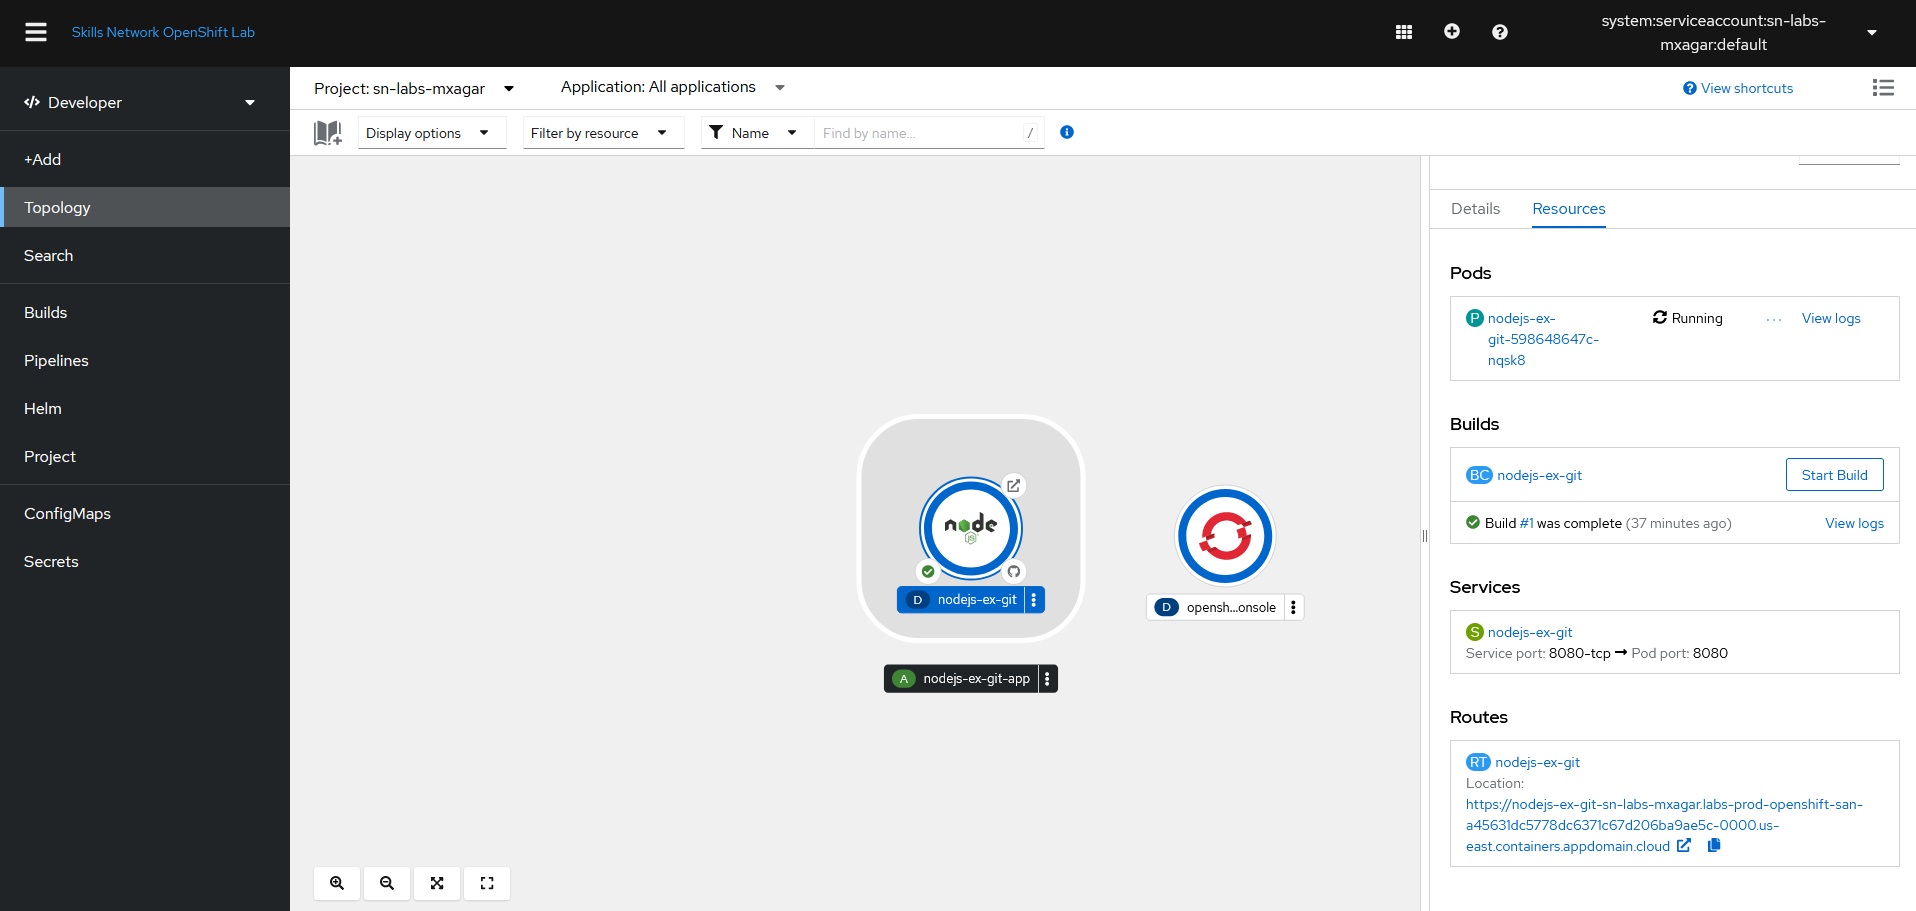 Skills Network OpenShift Lab
system:serviceaccount:sn-labs-
mxagar:default
Developer
+Add
Topology
Search
Builds
Pipelines
Helm
Project
ConfigMaps
Secrets
Project: sn-labs-mxagar
Application: All applications
View shortcuts
Display options
Filter by resource
Name
Find by name...
/
node
JS
D nodejs-ex-git
A nodejs-ex-git-app
D opensh...onsole
Details
Resources
Pods
P nodejs-ex-
git-598648647c-
nqsk8
Running
...
View logs
Builds
BC nodejs-ex-git
Start Build
Build #1 was complete (37 minutes ago)
View logs
Services
S nodejs-ex-git
Service port: 8080-tcp → Pod port: 8080
Routes
RT nodejs-ex-git
Location:
https://nodejs-ex-git-sn-labs-mxagar.labs-prod-openshift-san-
a45631dc5778dc6371c67d206ba9ae5c-0000.us-
east.containers.appdomain.cloud